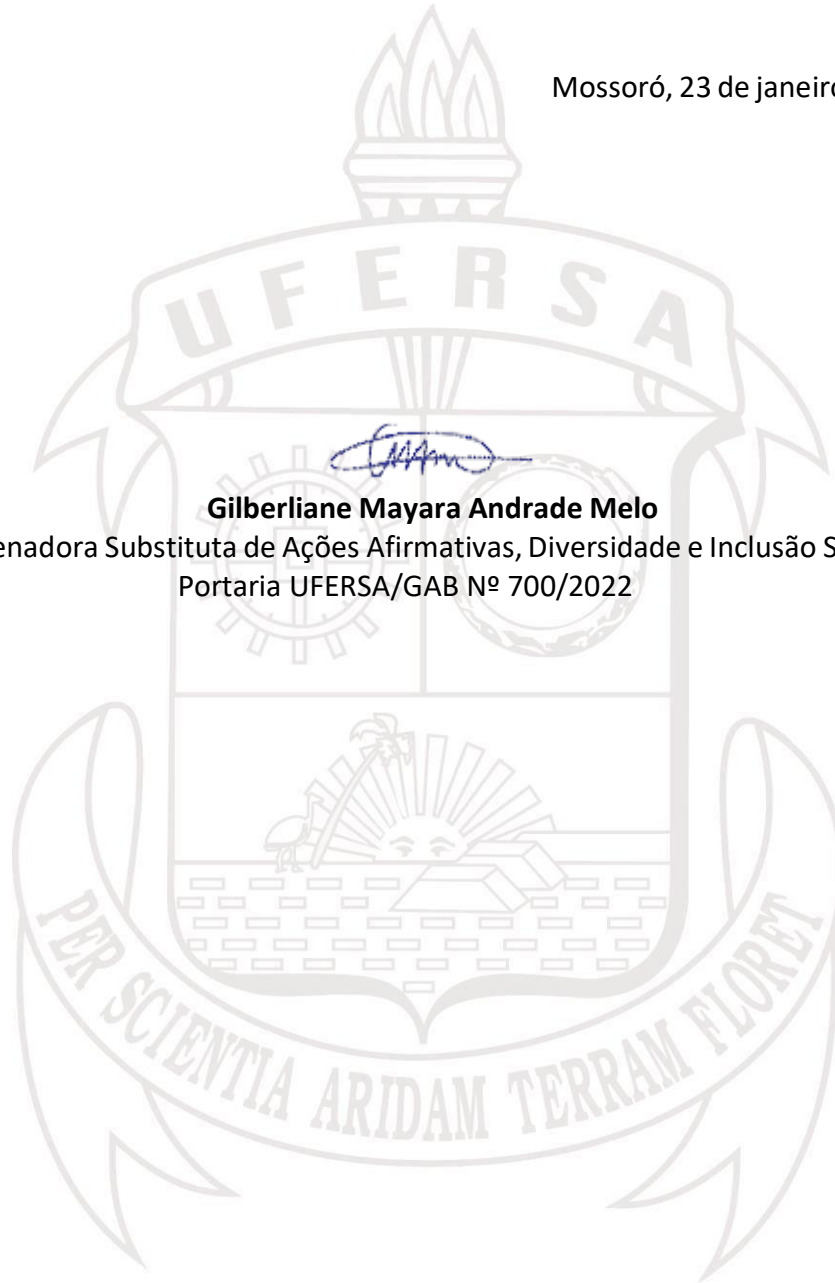 Mossoró, 23 de janeiro
UFERSA
Gilberliane Mayara Andrade Melo
enadora Substituta de Ações Afirmativas, Diversidade e Inclusão S
Portaria UFERSA/GAB Nº 700/2022
PER SCIENTIA ARIDAM TERRAM FLORET